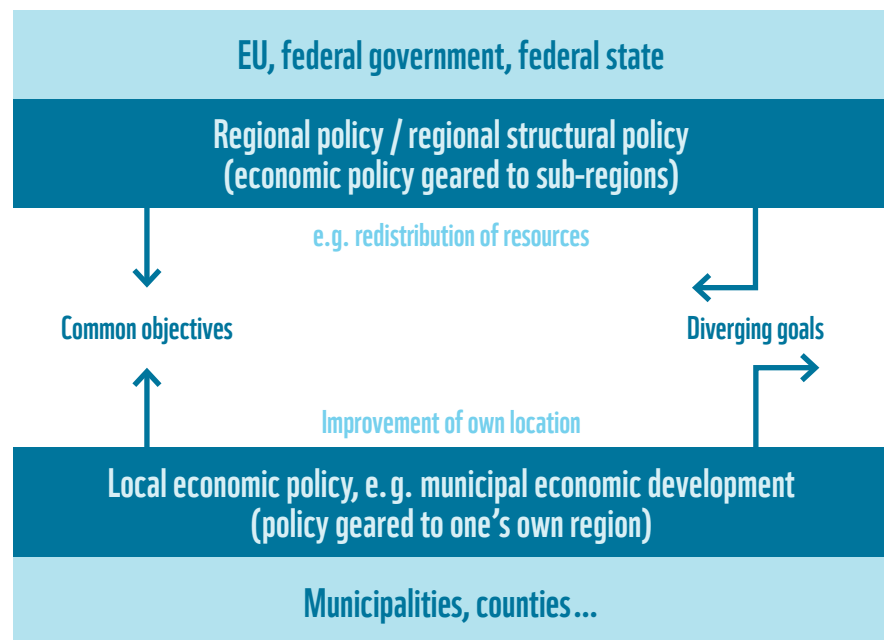 EU, federal government, federal state
Regional policy / regional structural policy
(economic policy geared to sub-regions)
e.g. redistribution of resources
Common objectives
Diverging goals
Improvement of own location
Local economic policy, e.g. municipal economic development
(policy geared to one’s own region)
Municipalities, counties...